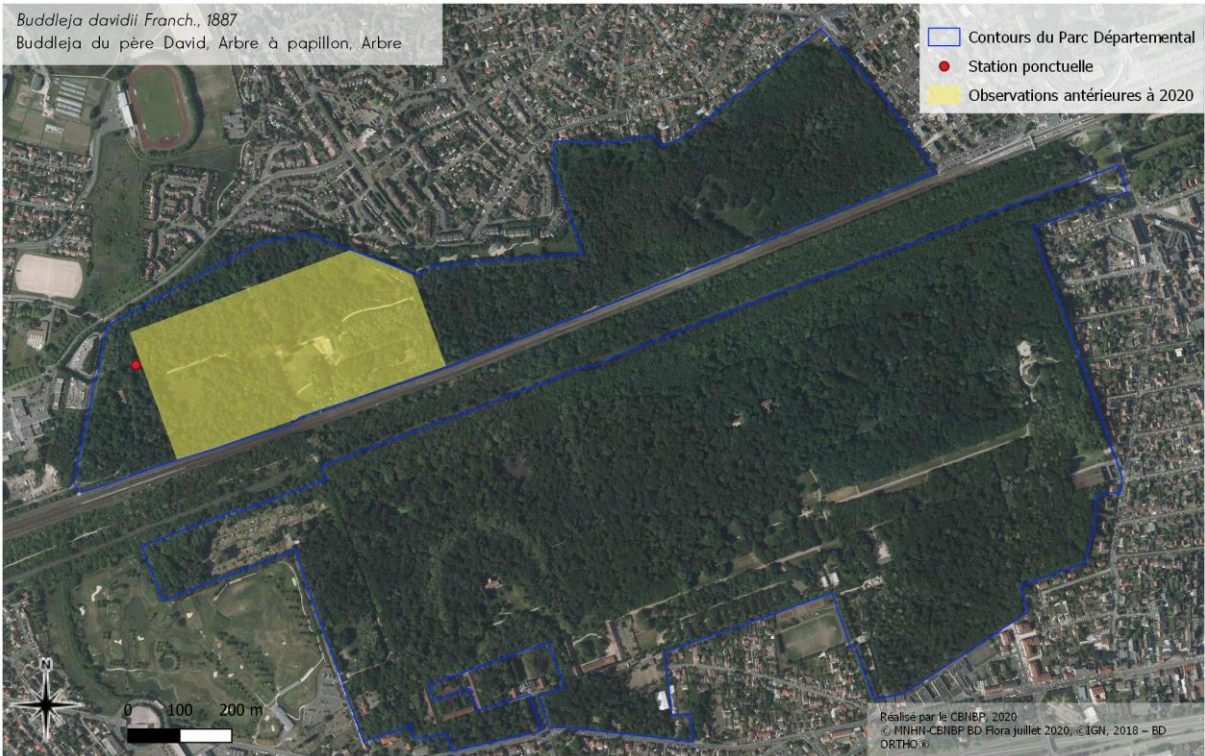 Buddleja davidii Franch., 1887
Buddleja du père David, Arbre à papillon, Arbre
Contours du Parc Départemental
Station ponctuelle
Observations antérieures à 2020
N
0 100 200 m
Réalisé par le CBNBP, 2020
© MNHN-CBNBP BD Flora juillet 2020, ©IGN, 2018 – BD
ORTHO®